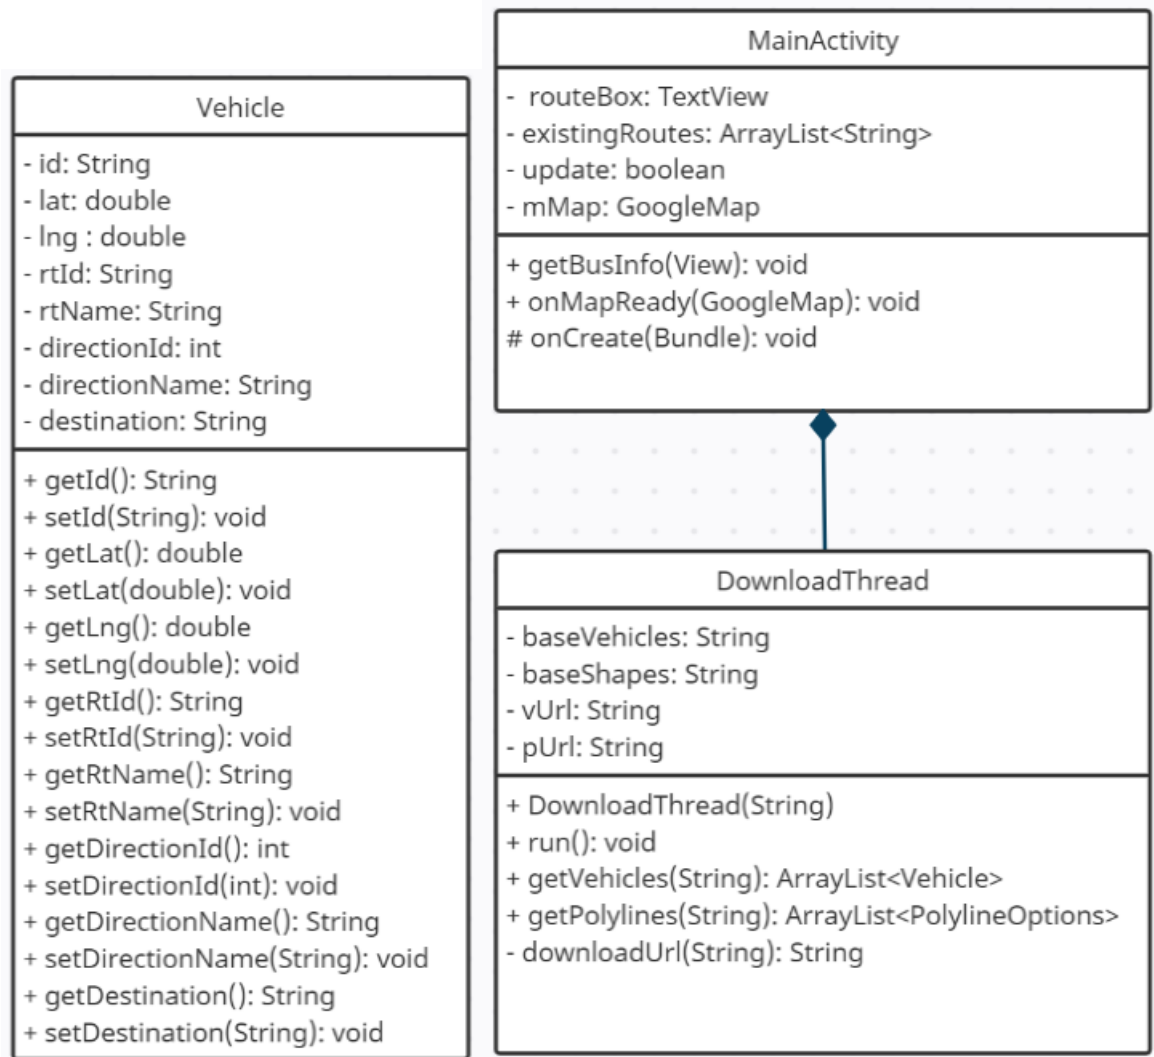 Vehicle
- id: String
- lat: double
- lng : double
- rtId: String
- rtName: String
- directionId: int
- directionName: String
- destination: String
+ getId(): String
+ setId(String): void
+ getLat(): double
+ setLat(double): void
+ getLng(): double
+ setLng(double): void
+ getRtId(): String
+ setRtId(String): void
+ getRtName(): String
+ setRtName(String): void
+ getDirectionId(): int
+ setDirectionId(int): void
+ getDirectionName(): String
+ setDirectionName(String): void
+ getDestination(): String
+ setDestination(String): void
MainActivity
- routeBox: TextView
- existingRoutes: ArrayList<String>
- update: boolean
- mMap: GoogleMap
+ getBusInfo(View): void
+ onMapReady(GoogleMap): void
# onCreate(Bundle): void
DownloadThread
- baseVehicles: String
- baseShapes: String
- vUrl: String
- pUrl: String
+ DownloadThread(String)
+ run(): void
+ getVehicles(String): ArrayList<Vehicle>
+ getPolylines(String): ArrayList<PolylineOptions>
- downloadUrl(String): String